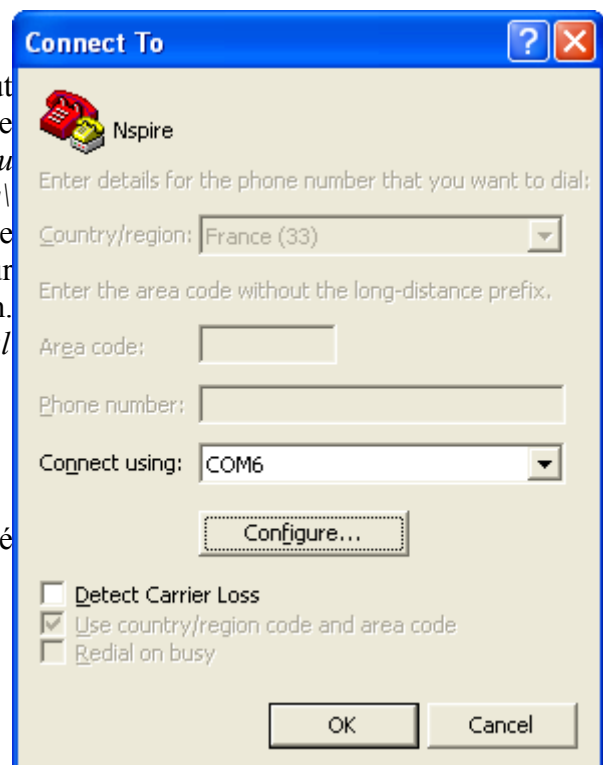 Connect To
Nspire
Enter details for the phone number that you want to dial:
Country/region: France (33)
Enter the area code without the long-distance prefix.
Area code:
Phone number:
Connect using: COM6
Configure...
Detect Carrier Loss
Use country/region code and area code
Redial on busy
OK Cancel